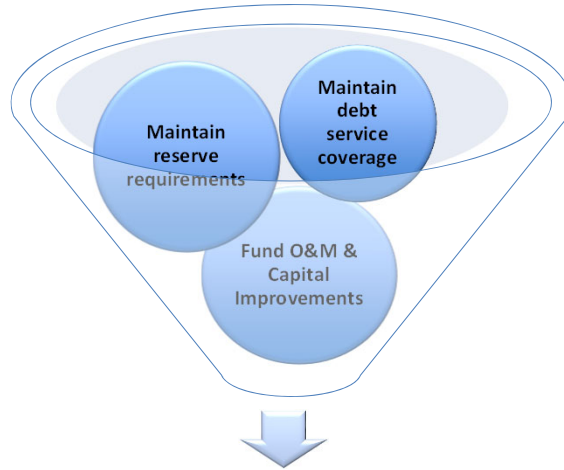 Maintain
reserve
requirements
Maintain
debt
service
coverage
Fund O&M &
Capital
Improvements